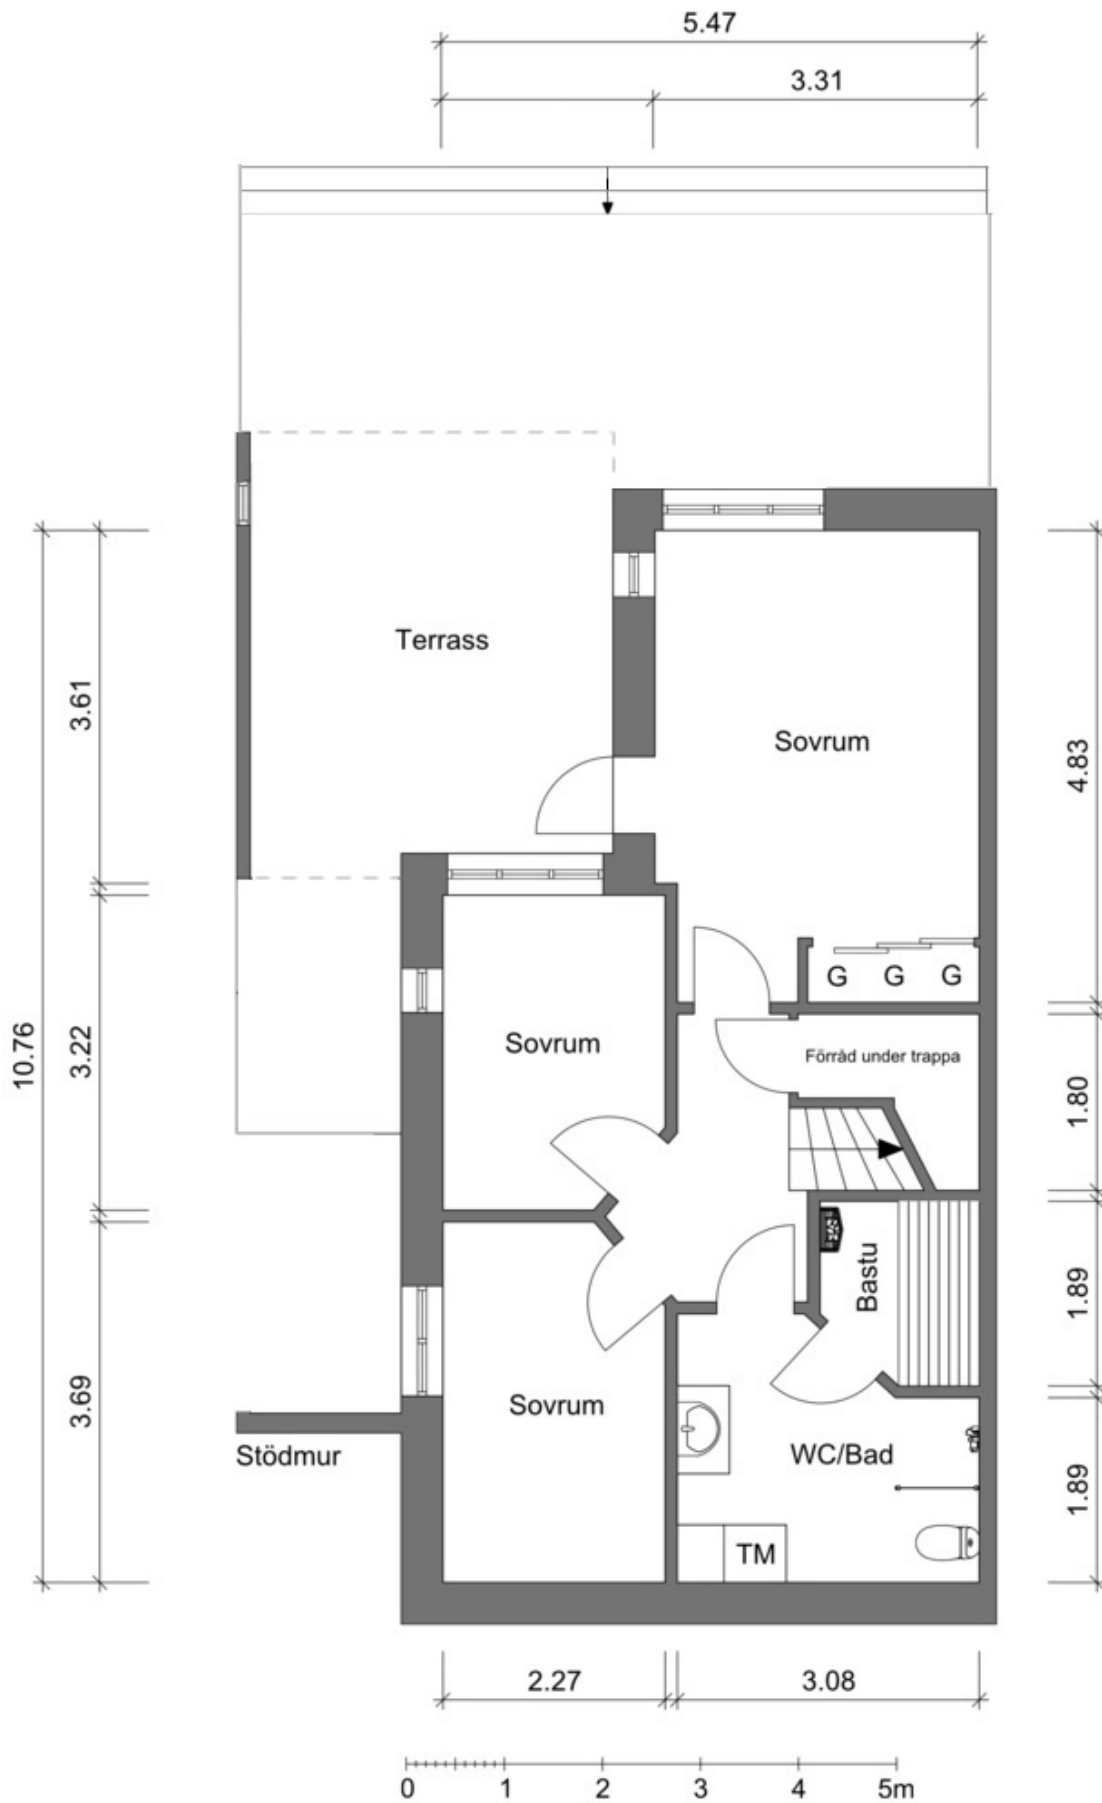 5.47
3.31
Terrass
3.61
Sovrum
4.83
G G G
10.76
3.22
Sovrum
Förråd under trappa
1.80
Bastu
1.89
3.69
Sovrum
Stödmur
WC/Bad
1.89
TM
2.27
3.08
0 1 2 3 4 5m